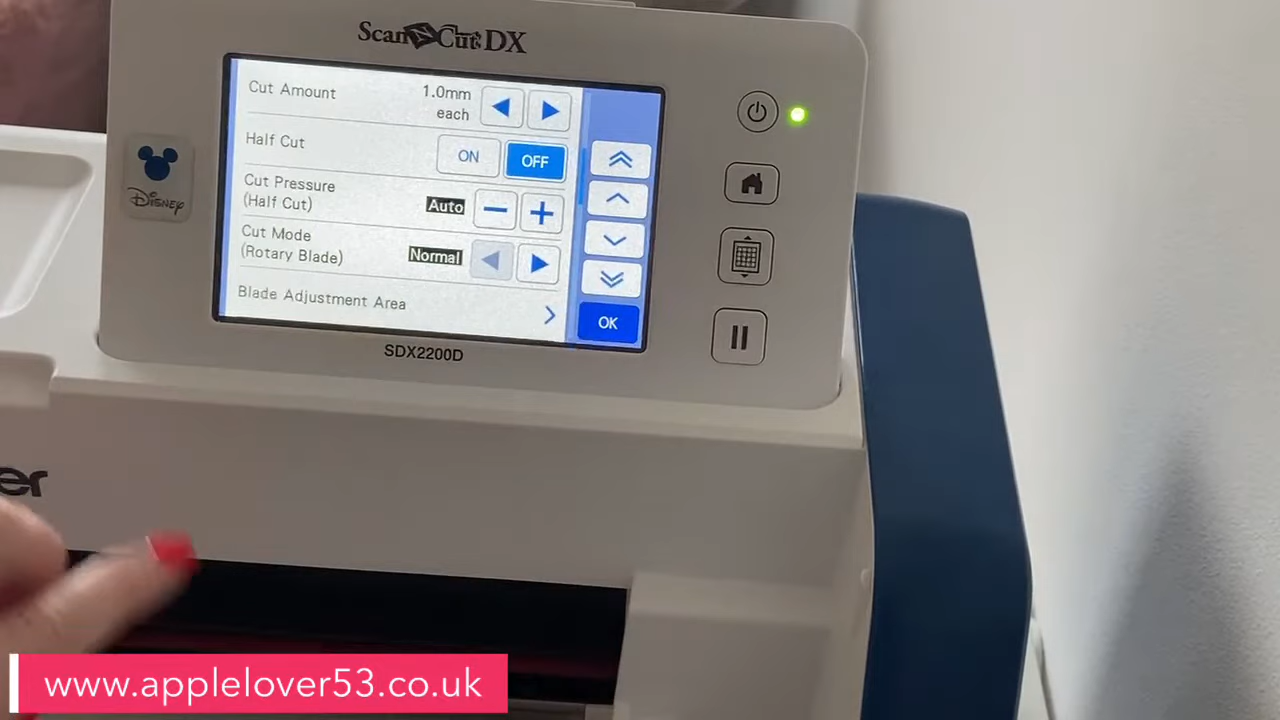 ScanNCut DX
Cut Amount
1.0mm
each
Half Cut
ON
OFF
Cut Pressure
(Half Cut)
Auto
Cut Mode
(Rotary Blade)
Normal
Blade Adjustment Area
OK
Disney
SDX2200D
er
www.applelover53.co.uk